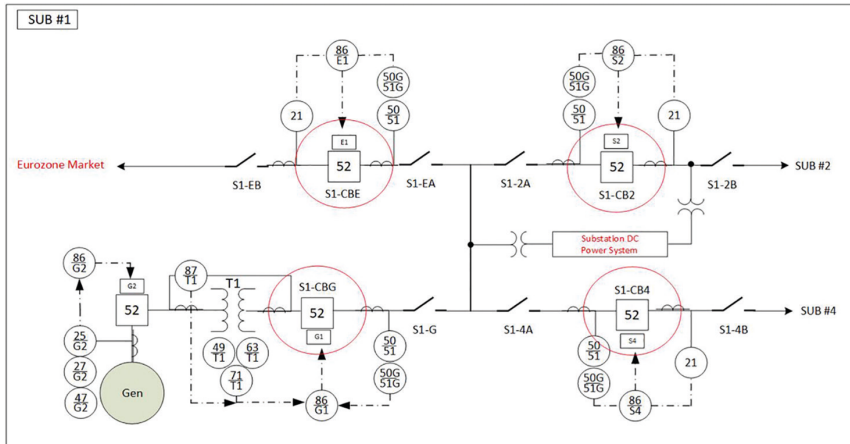 SUB #1
86
E1
86
S2
50G
51G
50G
51G
21
50
51
50
51
21
E1
S2
Eurozone Market
52
52
SUB #2
S1-EB
S1-CBE
S1-EA
S1-2A
S1-CB2
S1-2B
Substation DC
Power System
86
G2
87
T1
T1
S1-CBG
S1-CB4
G2
52
52
52
SUB #4
G1
S1-G
S1-4A
S4
S1-4B
25
G2
49
T1
63
T1
50
51
50
51
21
27
G2
71
T1
50G
51G
50G
51G
47
G2
Gen
86
G1
86
S4